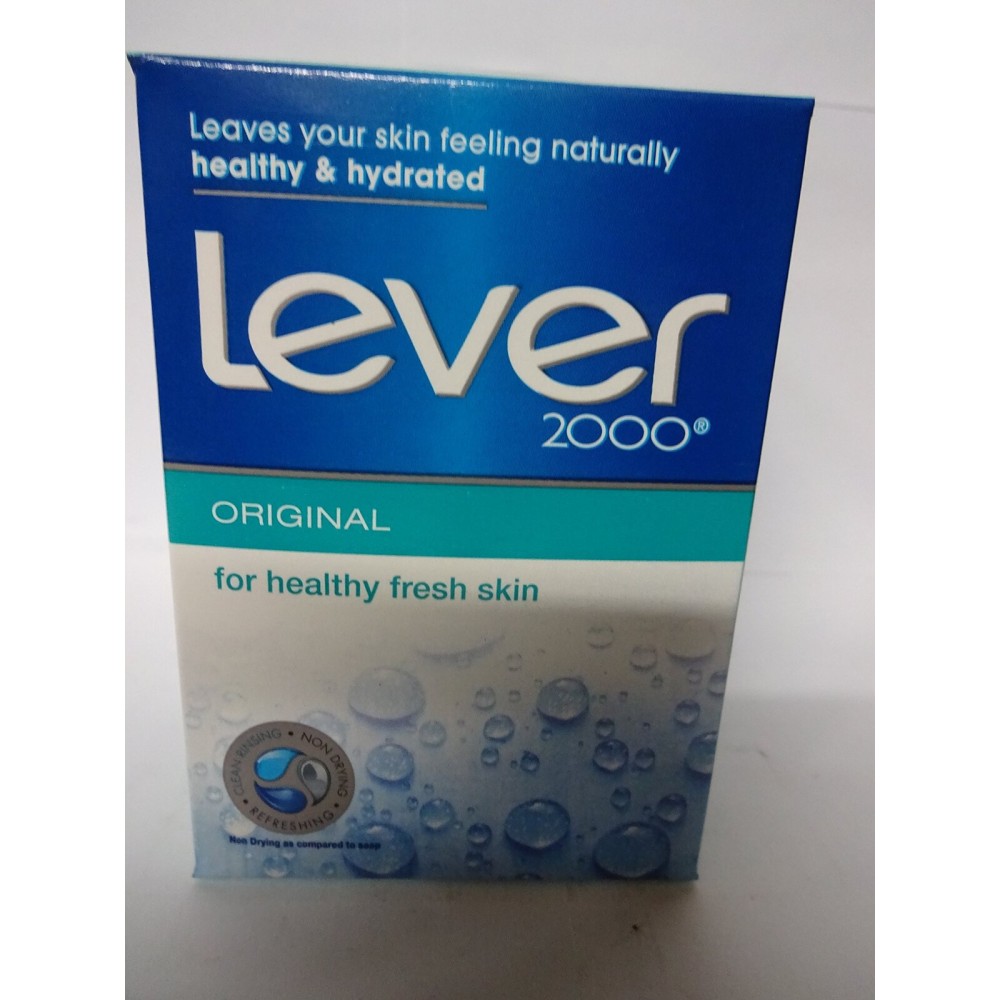 Leaves your skin feeling naturally
healthy & hydrated
Lever
2000®
ORIGINAL
for healthy fresh skin
CLEAN RINSING • NON DRYING • REFRESHING •
Non Drying as compared to soap